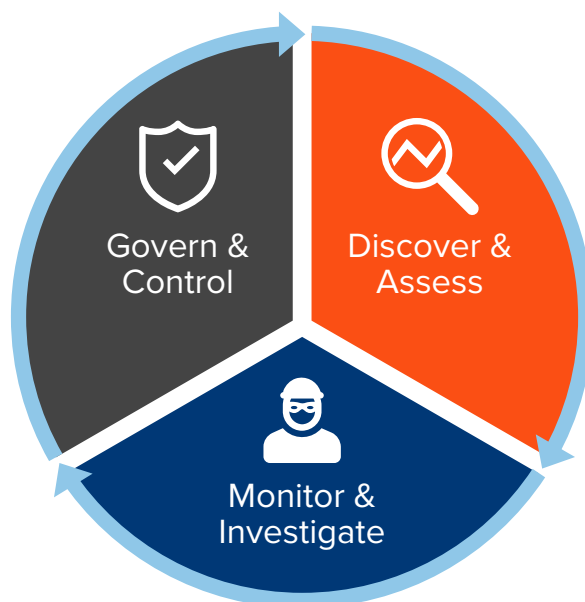 Govern &
Control
Discover &
Assess
Monitor &
Investigate